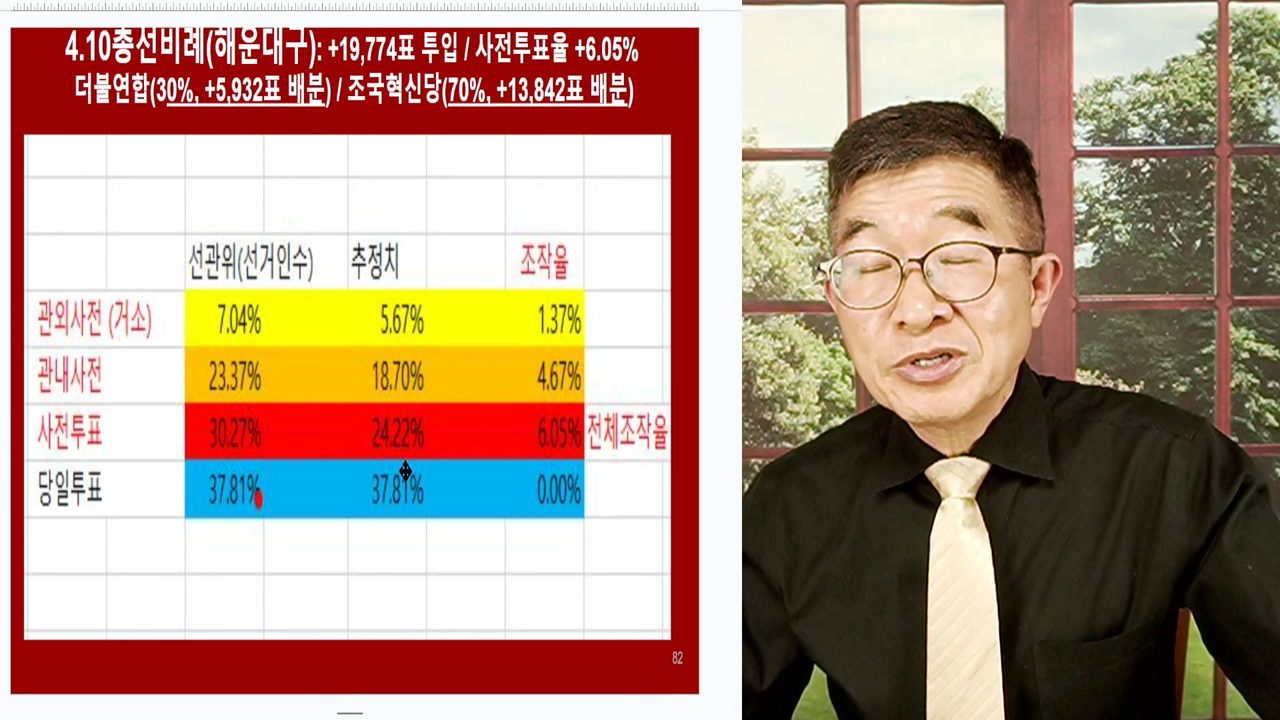 4.10총선비례(해운대구): +19,774표 투입 / 사전투표율 +6.05%
더불연합(30%, +5,932표 배분) / 조국혁신당(70%, +13,842표 배분)
선관위(선거인수) 추정치 조작율
관외사전 (거소) 7.04% 5.67% 1.37%
관내사전 23.37% 18.70% 4.67%
사전투표 30.27% 24.22% 6.05% 전체조작율
당일투표 37.81% 37.81% 0.00%
82